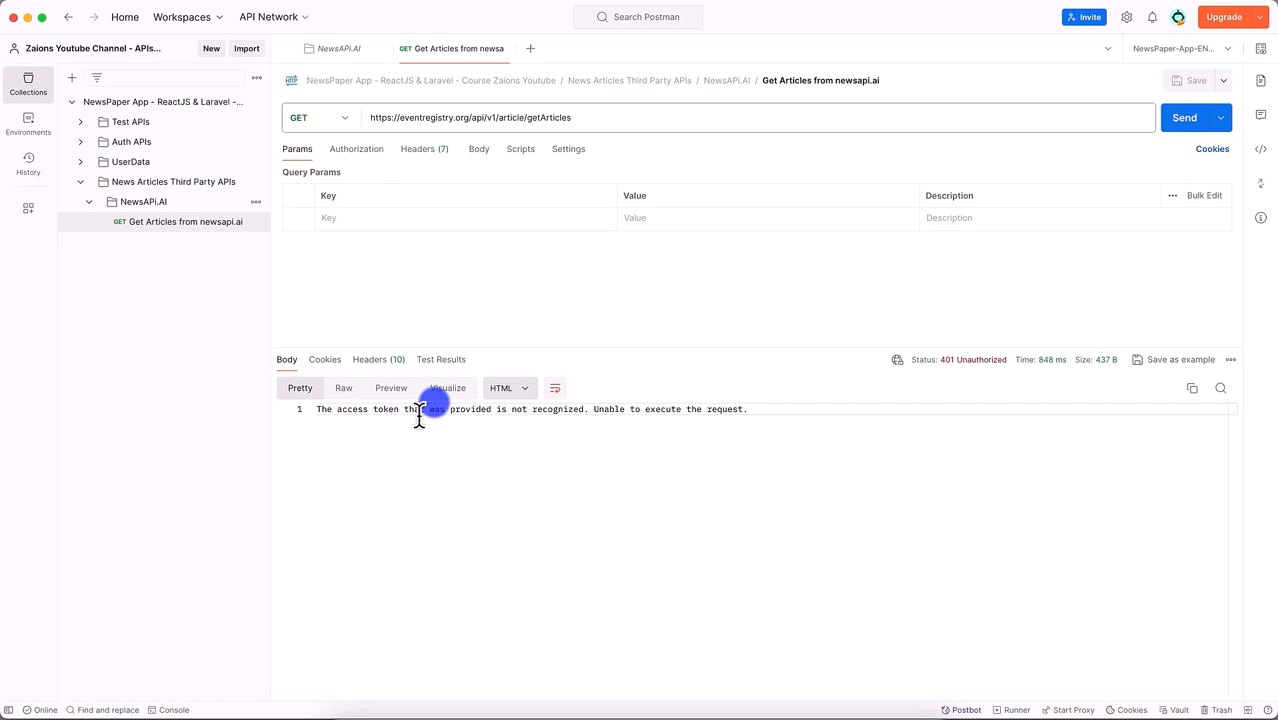 Home Workspaces API Network Search Postman Invite Upgrade
Zaions Youtube Channel - APIs... New Import NewsAPi.AI GET Get Articles from newsa NewsPaper-App-EN...
Collections
Environments
History
NewsPaper App - ReactJS & Laravel -...
Test APIs
Auth APIs
UserData
News Articles Third Party APIs
NewsAPi.AI
GET Get Articles from newsapi.ai
NewsPaper App - ReactJS & Laravel - Course Zaions Youtube / News Articles Third Party APIs / NewsAPi.AI / Get Articles from newsapi.ai Save
GET https://eventregistry.org/api/v1/article/getArticles Send
Params Authorization Headers (7) Body Scripts Settings Cookies
Query Params
Key Value Description Bulk Edit
Key Value Description
Body Cookies Headers (10) Test Results Status: 401 Unauthorized Time: 848 ms Size: 437 B Save as example
Pretty Raw Preview Visualize HTML
1 The access token that was provided is not recognized. Unable to execute the request.
Online Find and replace Console Postbot Runner Start Proxy Cookies Vault Trash